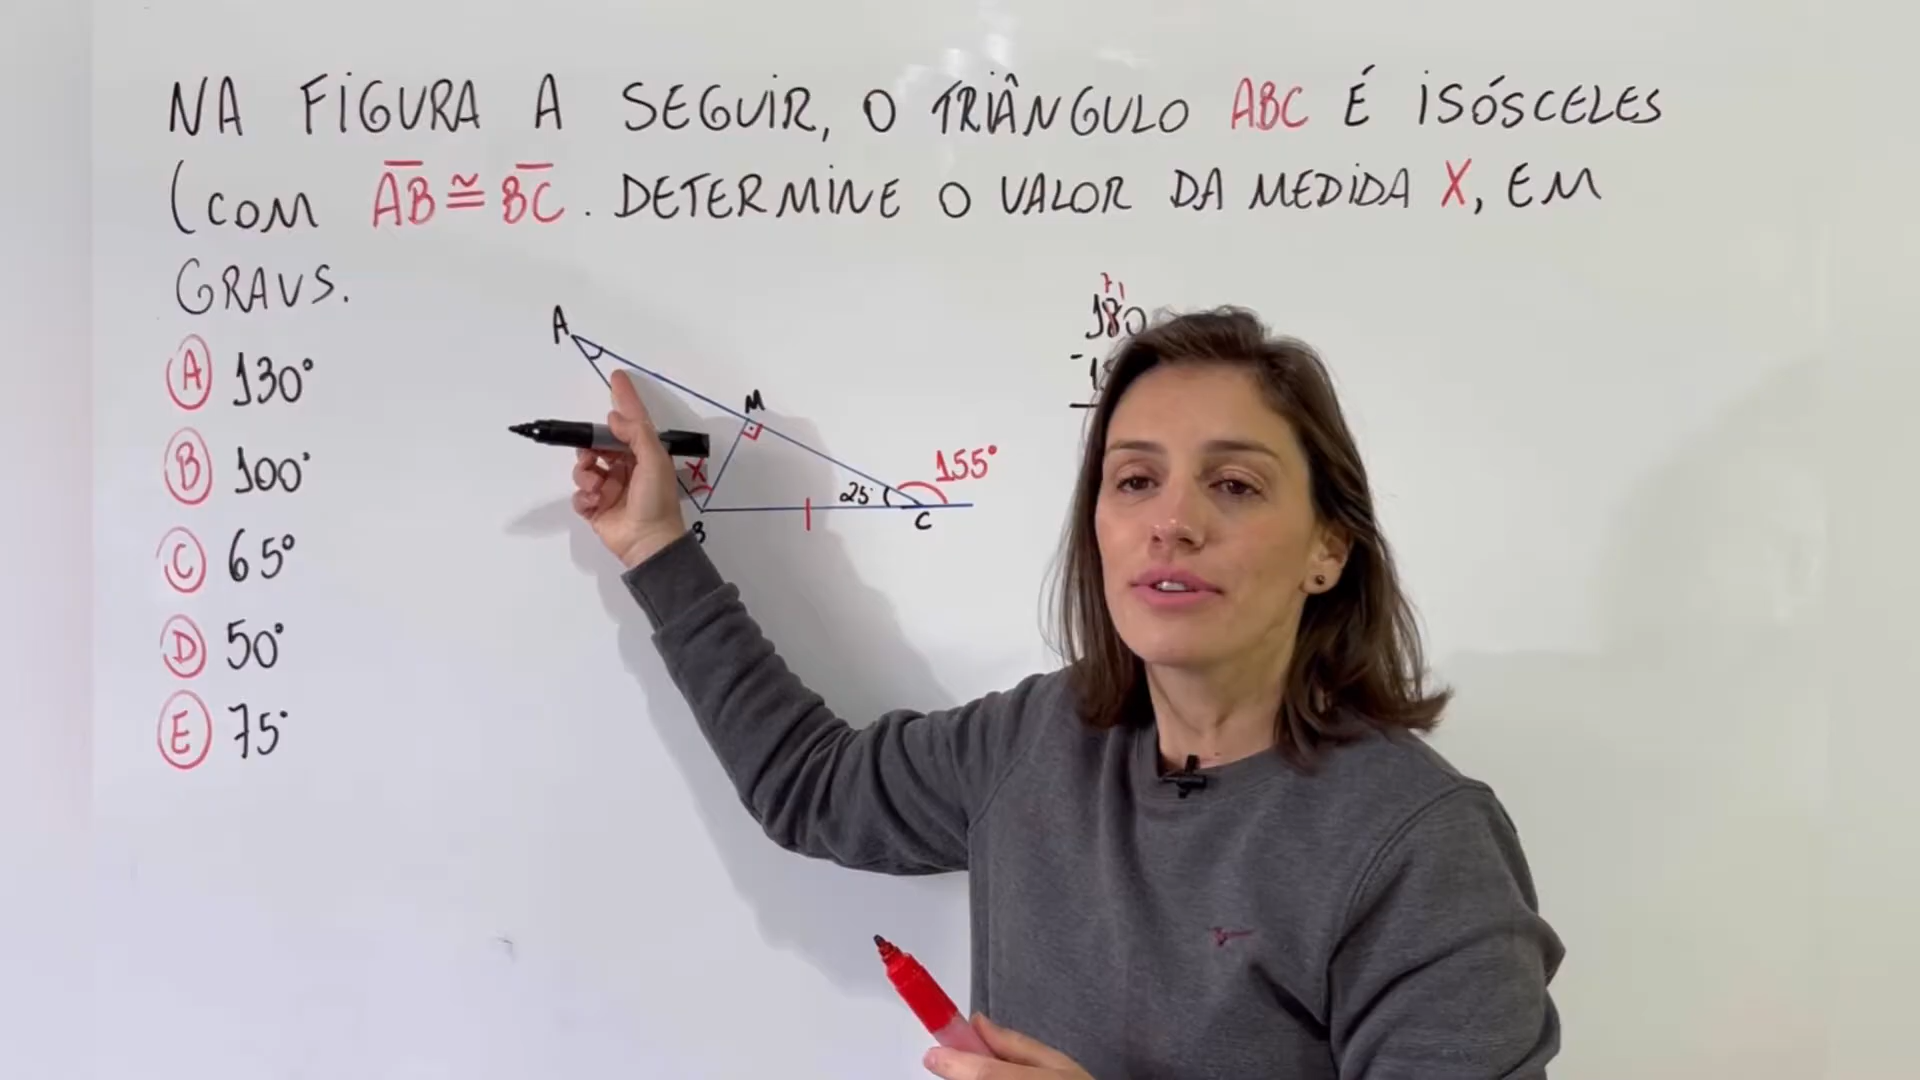 NA FIGURA A SEGUIR, O TRIÂNGULO ABC É ISÓSCELES
(COM AB≅BC. DETERMINE O VALOR DA MEDIDA X, EM
GRAUS.
A 130°
B 100°
C 65°
D 50°
E 75°
A
M
X
B
25°
C
155°
71
180
-